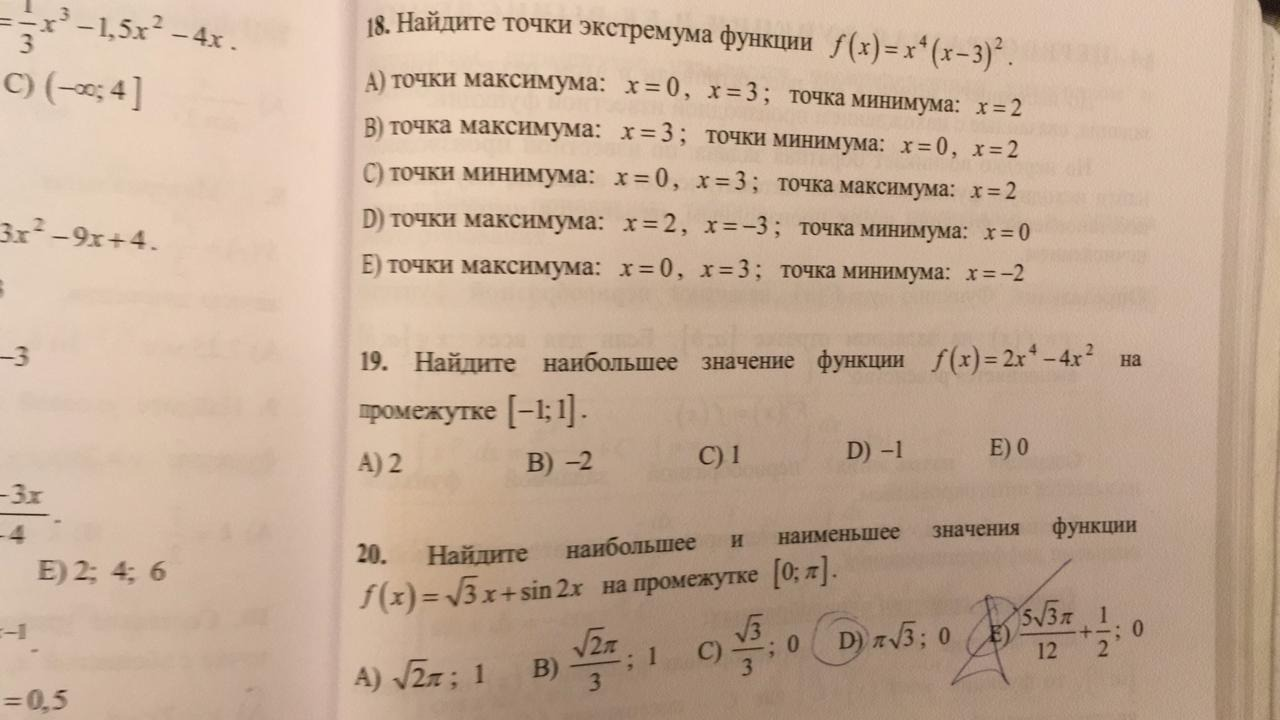 = 1/3 x³ – 1,5x² – 4x .
C) (–∞; 4]
3x² – 9x + 4 .
–3
–3x
–4
E) 2; 4; 6
–1
= 0,5
18. Найдите точки экстремума функции f(x) = x⁴(x–3)² .
A) точки максимума: x = 0 , x = 3 ; точка минимума: x = 2
B) точка максимума: x = 3 ; точки минимума: x = 0 , x = 2
C) точки минимума: x = 0 , x = 3 ; точка максимума: x = 2
D) точки максимума: x = 2 , x = –3 ; точка минимума: x = 0
E) точки максимума: x = 0 , x = 3 ; точка минимума: x = –2
19. Найдите наибольшее значение функции f(x) = 2x⁴ – 4x² на
промежутке [–1; 1] .
A) 2 B) –2 C) 1 D) –1 E) 0
20. Найдите наибольшее и наименьшее значения функции
f(x) = √3 x + sin 2x на промежутке [0; π] .
A) √2π ; 1 B) √2π/3 ; 1 C) √3/3 ; 0 D) π√3 ; 0 E) 5√3π/12 + 1/2 ; 0